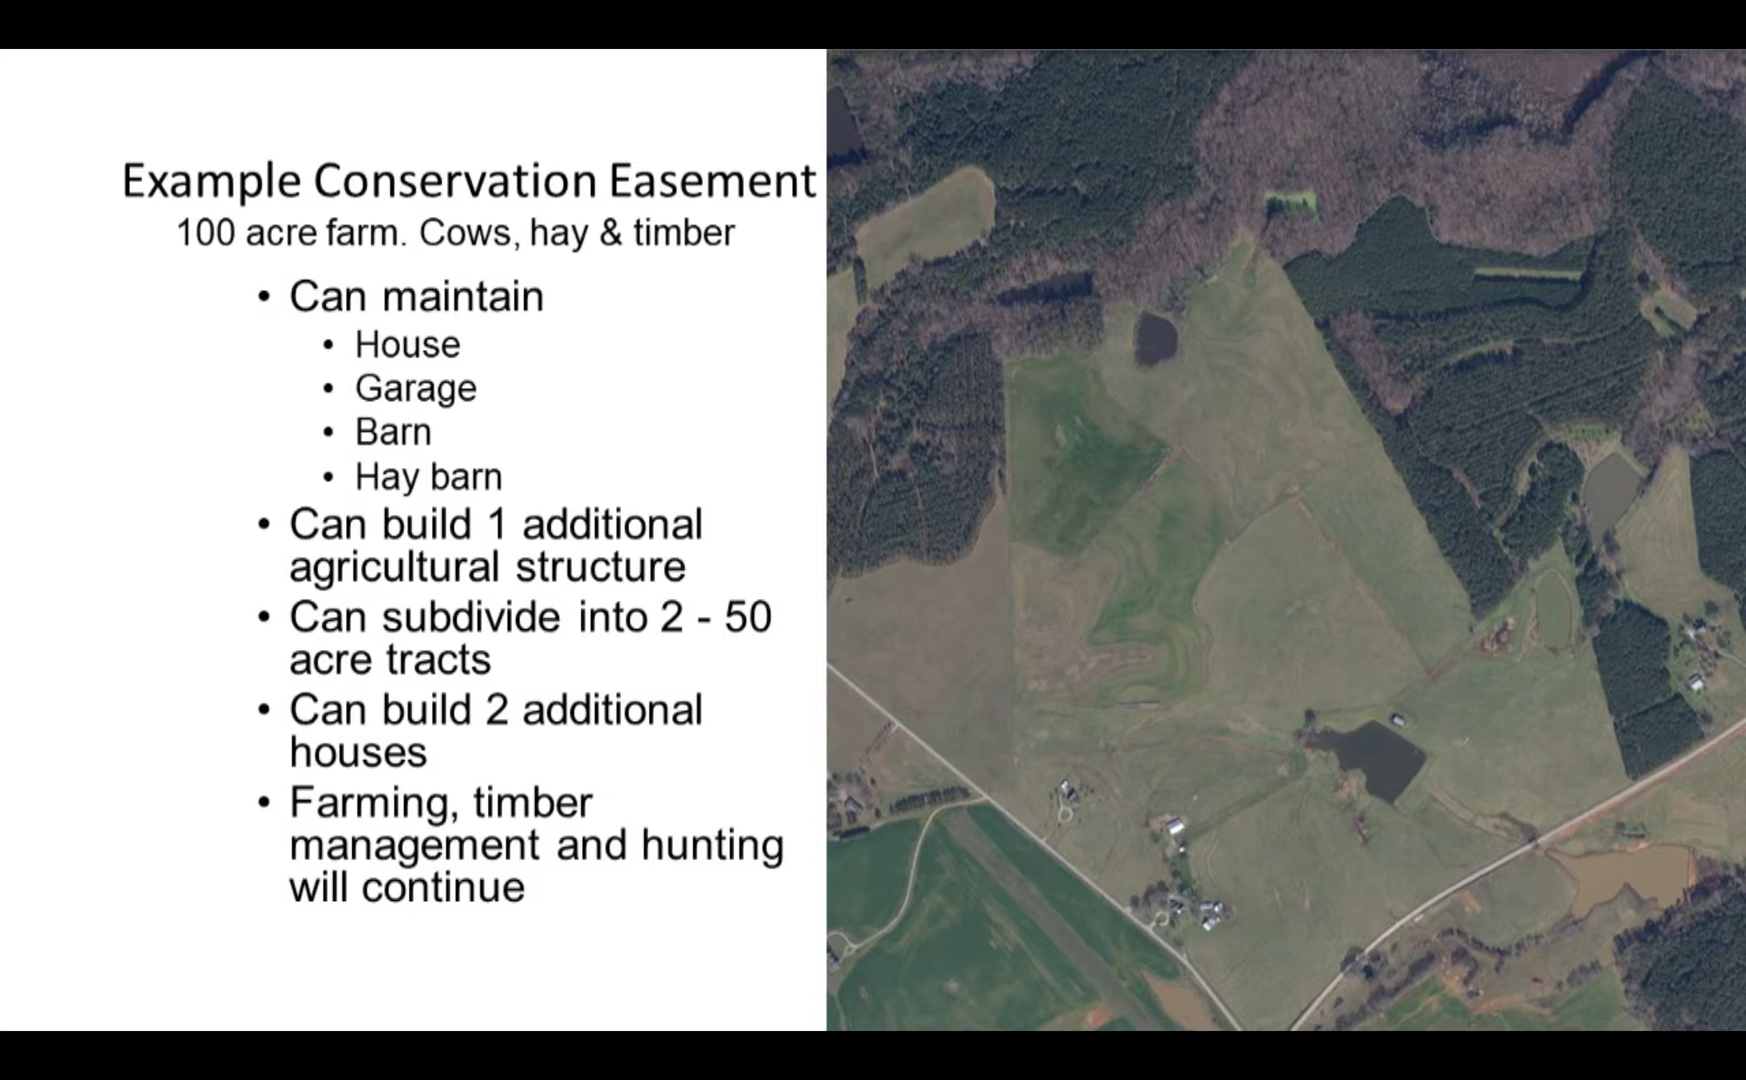 Example Conservation Easement
100 acre farm. Cows, hay & timber
• Can maintain
• House
• Garage
• Barn
• Hay barn
• Can build 1 additional
agricultural structure
• Can subdivide into 2 - 50
acre tracts
• Can build 2 additional
houses
• Farming, timber
management and hunting
will continue